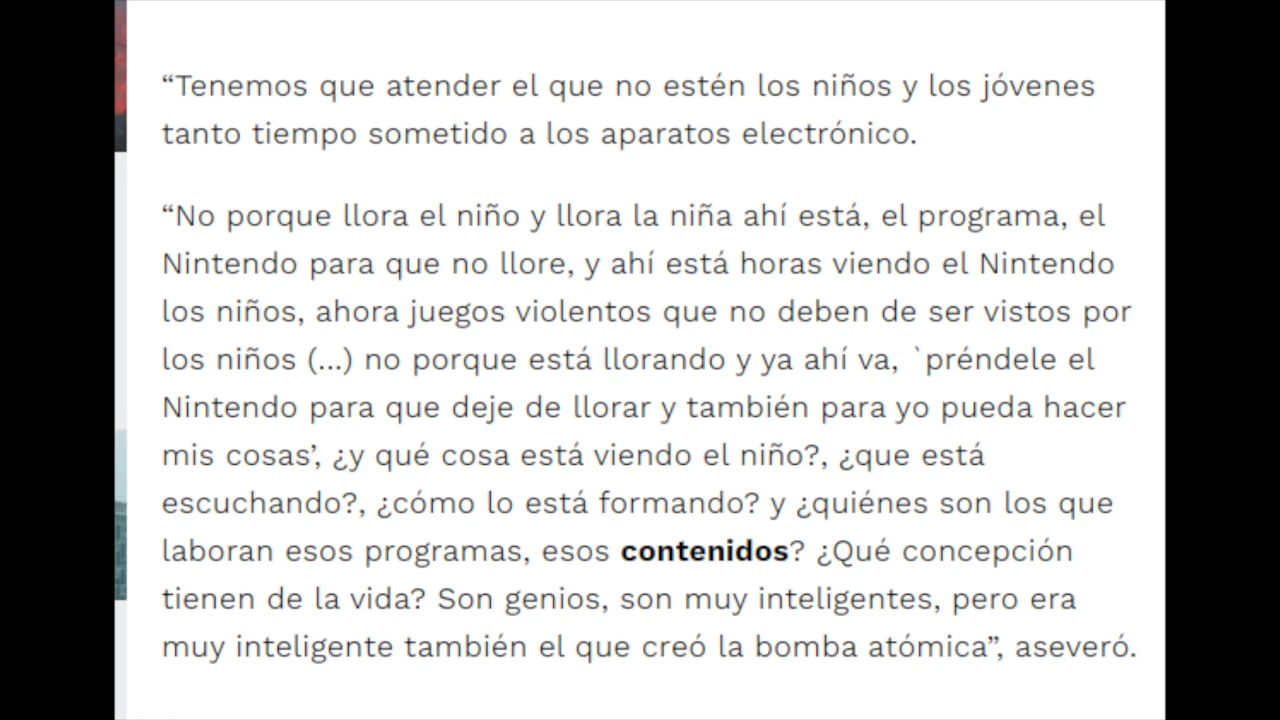 “Tenemos que atender el que no estén los niños y los jóvenes
tanto tiempo sometido a los aparatos electrónico.
“No porque llora el niño y llora la niña ahí está, el programa, el
Nintendo para que no llore, y ahí está horas viendo el Nintendo
los niños, ahora juegos violentos que no deben de ser vistos por
los niños (...) no porque está llorando y ya ahí va, `préndele el
Nintendo para que deje de llorar y también para yo pueda hacer
mis cosas’, ¿y qué cosa está viendo el niño?, ¿que está
escuchando?, ¿cómo lo está formando? y ¿quiénes son los que
laboran esos programas, esos contenidos? ¿Qué concepción
tienen de la vida? Son genios, son muy inteligentes, pero era
muy inteligente también el que creó la bomba atómica”, aseveró.